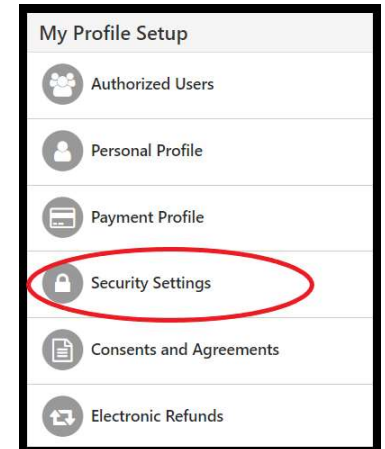 My Profile Setup
Authorized Users
Personal Profile
Payment Profile
Security Settings
Consents and Agreements
Electronic Refunds